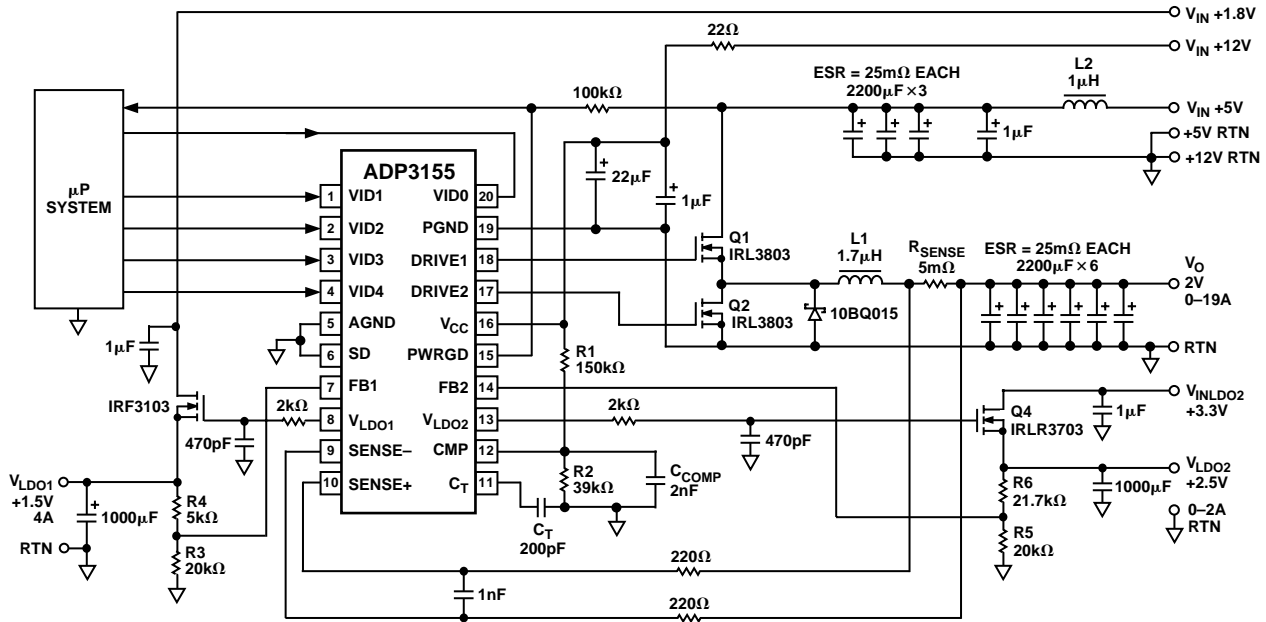 V_IN +1.8V
22Ω
V_IN +12V
ESR = 25mΩ EACH
2200μF × 3
L2
1μH
100kΩ
V_IN +5V
1μF
+5V RTN
+12V RTN
μP
SYSTEM
ADP3155
22μF
1μF
1 VID1
VID0 20
2 VID2
PGND 19
3 VID3
DRIVE1 18
4 VID4
DRIVE2 17
5 AGND
V_CC 16
6 SD
PWRGD 15
7 FB1
FB2 14
8 V_LDO1
V_LDO2 13
9 SENSE–
CMP 12
10 SENSE+
C_T 11
Q1
IRL3803
Q2
IRL3803
L1
1.7μH
R_SENSE
5mΩ
ESR = 25mΩ EACH
2200μF × 6
V_O
2V
0–19A
10BQ015
RTN
1μF
R1
150kΩ
IRF3103
2kΩ
470pF
2kΩ
470pF
Q4
IRLR3703
1μF
V_INLDO2
+3.3V
V_LDO1
+1.5V
4A
1000μF
RTN
R4
5kΩ
R3
20kΩ
R2
39kΩ
C_COMP
2nF
C_T
200pF
R6
21.7kΩ
R5
20kΩ
1000μF
V_LDO2
+2.5V
0–2A
RTN
220Ω
1nF
220Ω